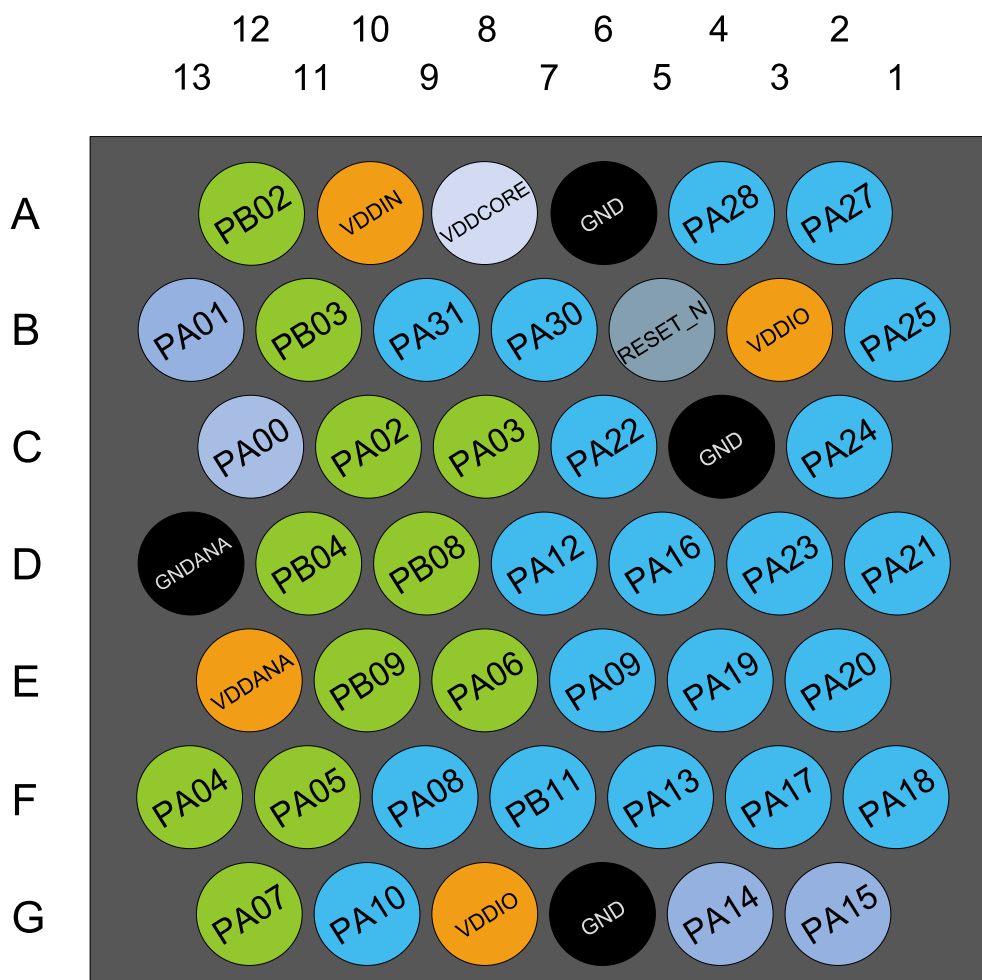 12 10 8 6 4 2
13 11 9 7 5 3 1
A PB02 VDDIN VDDCORE GND PA28 PA27
B PA01 PB03 PA31 PA30 RESET_N VDDIO PA25
C PA00 PA02 PA03 PA22 GND PA24
D GNDANA PB04 PB08 PA12 PA16 PA23 PA21
E VDDANA PB09 PA06 PA09 PA19 PA20
F PA04 PA05 PA08 PB11 PA13 PA17 PA18
G PA07 PA10 VDDIO GND PA14 PA15